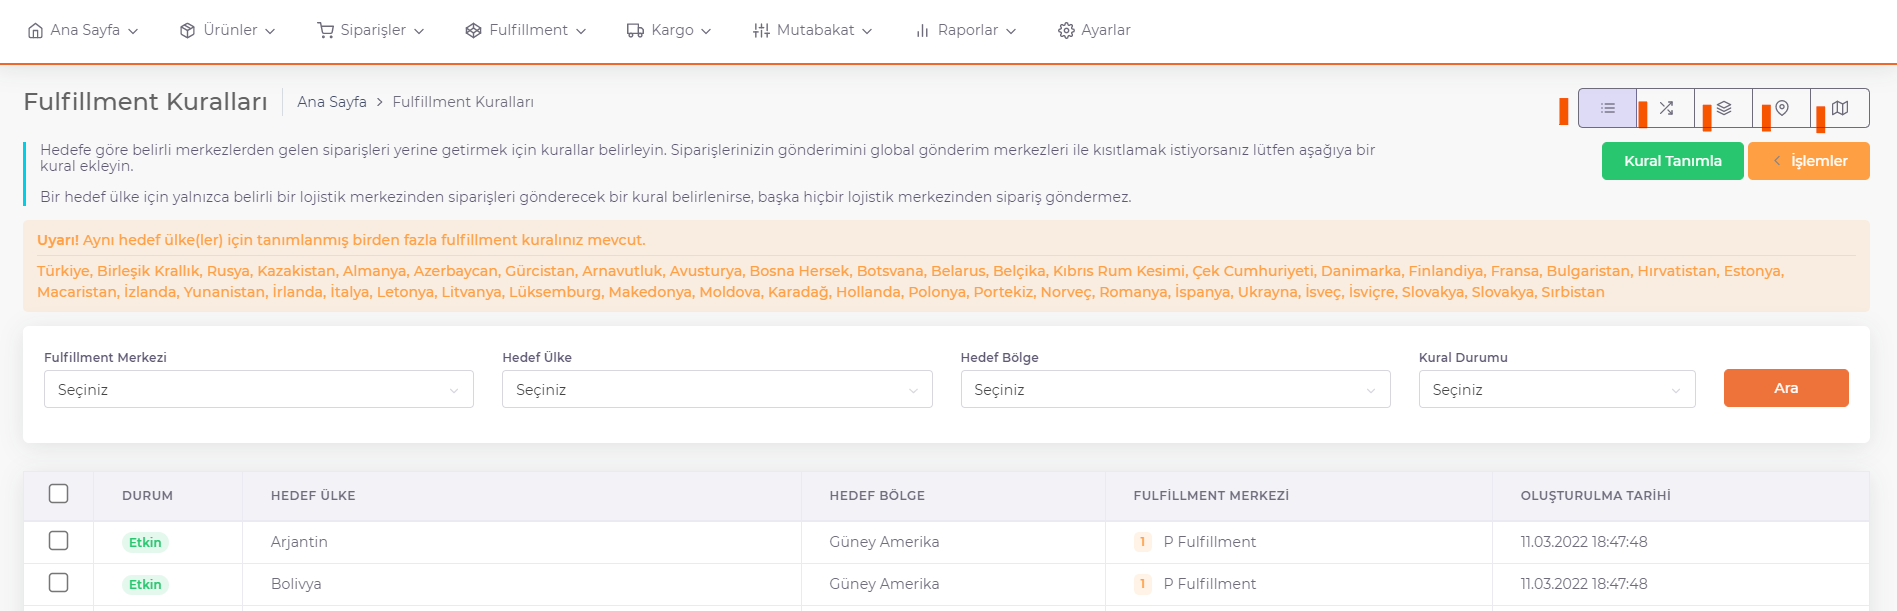 Ana Sayfa Ürünler Siparişler Fulfillment Kargo Mutabakat Raporlar Ayarlar
Fulfillment Kuralları Ana Sayfa > Fulfillment Kuralları
Hedefe göre belirli merkezlerden gelen siparişleri yerine getirmek için kurallar belirleyin. Siparişlerinizin gönderimini global gönderim merkezleri ile kısıtlamak istiyorsanız lütfen aşağıya bir
kural ekleyin.
Kural Tanımla < İşlemler
Bir hedef ülke için yalnızca belirli bir lojistik merkezinden siparişleri gönderecek bir kural belirlenirse, başka hiçbir lojistik merkezinden sipariş göndermez.
Uyarı! Aynı hedef ülke(ler) için tanımlanmış birden fazla fulfillment kuralınız mevcut.
Türkiye, Birleşik Krallık, Rusya, Kazakistan, Almanya, Azerbaycan, Gürcistan, Arnavutluk, Avusturya, Bosna Hersek, Botsvana, Belarus, Belçika, Kıbrıs Rum Kesimi, Çek Cumhuriyeti, Danimarka, Finlandiya, Fransa, Bulgaristan, Hırvatistan, Estonya,
Macaristan, İzlanda, Yunanistan, İrlanda, İtalya, Letonya, Litvanya, Lüksemburg, Makedonya, Moldova, Karadağ, Hollanda, Polonya, Portekiz, Norveç, Romanya, İspanya, Ukrayna, İsveç, İsviçre, Slovakya, Slovakya, Sırbistan
Fulfillment Merkezi Hedef Ülke Hedef Bölge Kural Durumu
Seçiniz Seçiniz Seçiniz Seçiniz Ara
DURUM HEDEF ÜLKE HEDEF BÖLGE FULFİLLMENT MERKEZİ OLUŞTURULMA TARİHİ
Etkin Arjantin Güney Amerika 1 P Fulfillment 11.03.2022 18:47:48
Etkin Bolivya Güney Amerika 1 P Fulfillment 11.03.2022 18:47:48